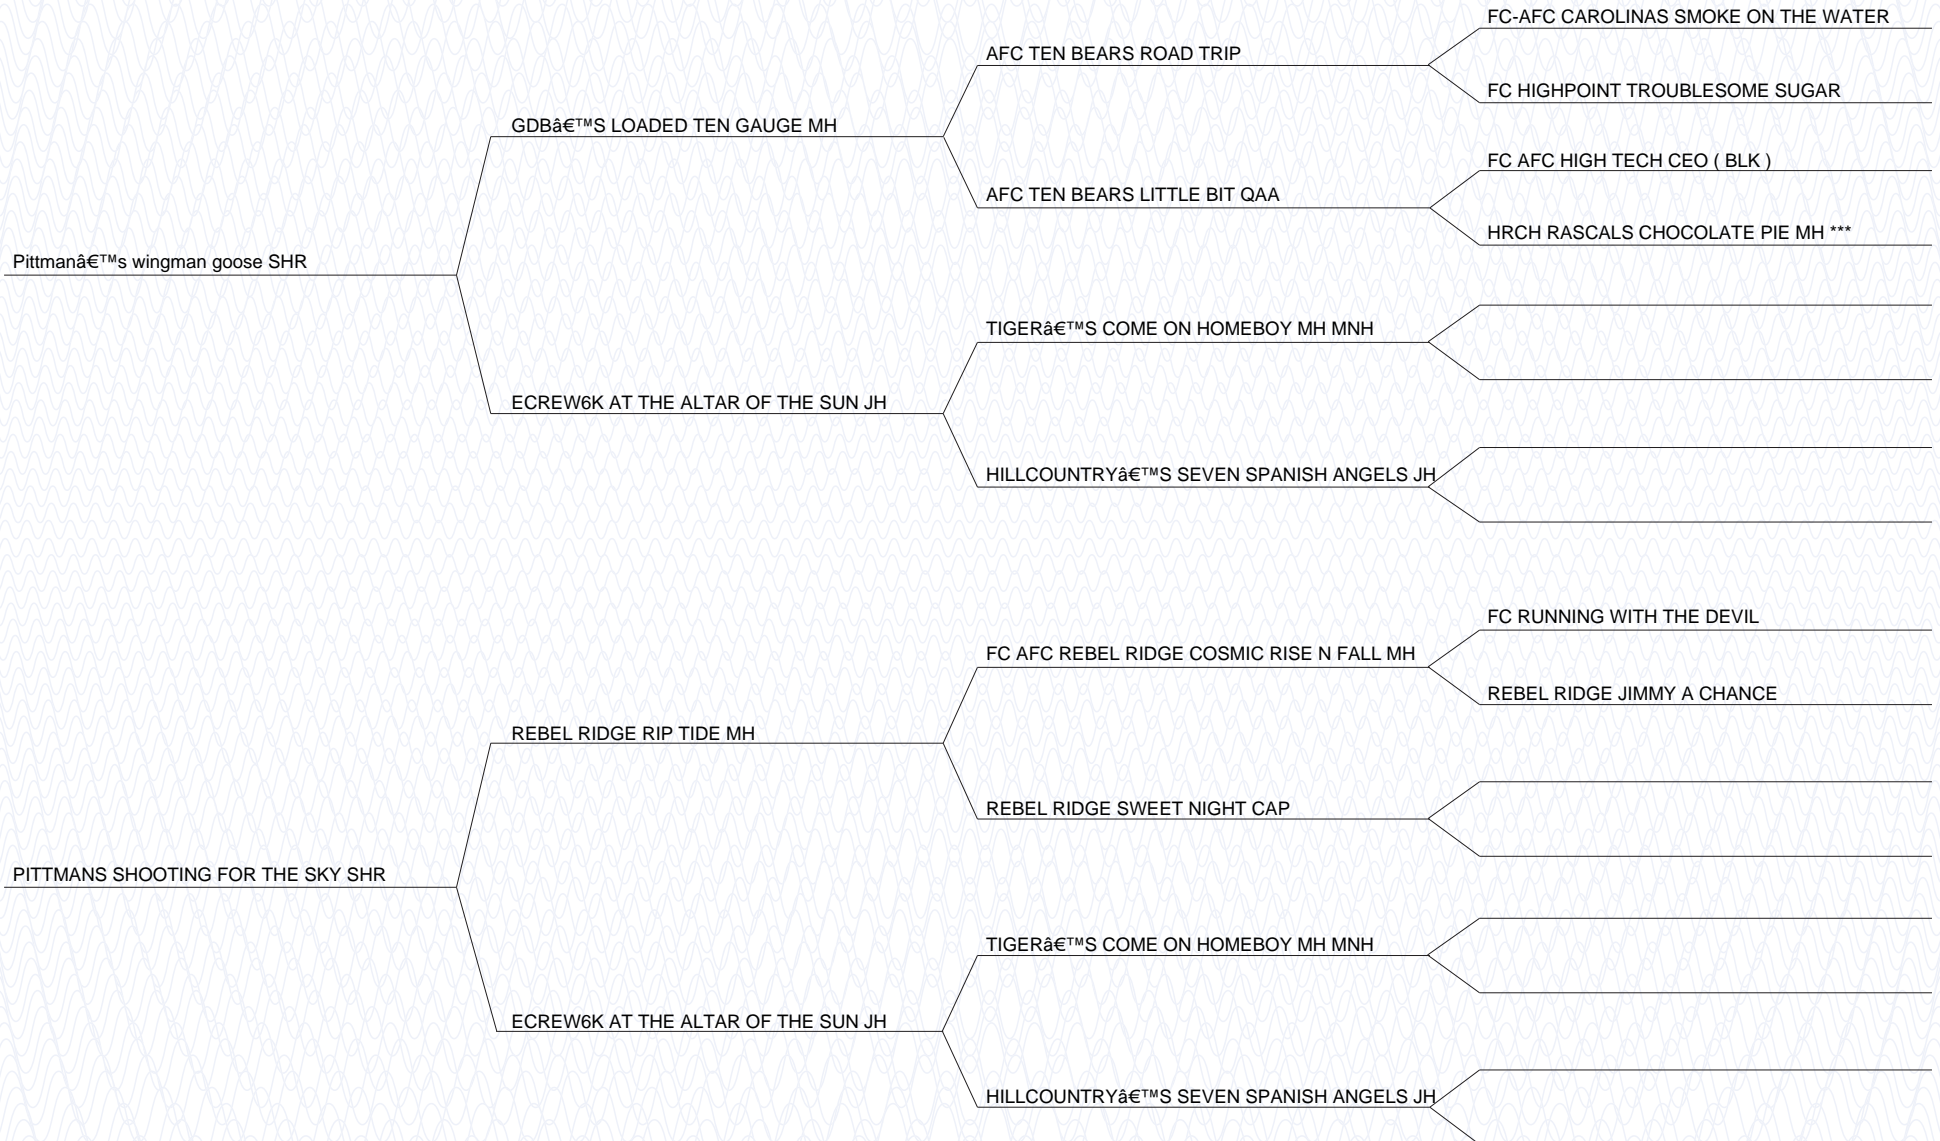 FC-AFC CAROLINAS SMOKE ON THE WATER
AFC TEN BEARS ROAD TRIP
FC HIGHPOINT TROUBLESOME SUGAR
GDBâ€™S LOADED TEN GAUGE MH
FC AFC HIGH TECH CEO ( BLK )
AFC TEN BEARS LITTLE BIT QAA
HRCH RASCALS CHOCOLATE PIE MH ***
Pittmanâ€™s wingman goose SHR
TIGERâ€™S COME ON HOMEBOY MH MNH
ECREW6K AT THE ALTAR OF THE SUN JH
HILLCOUNTRYâ€™S SEVEN SPANISH ANGELS JH
FC RUNNING WITH THE DEVIL
FC AFC REBEL RIDGE COSMIC RISE N FALL MH
REBEL RIDGE JIMMY A CHANCE
REBEL RIDGE RIP TIDE MH
REBEL RIDGE SWEET NIGHT CAP
PITTMANS SHOOTING FOR THE SKY SHR
TIGERâ€™S COME ON HOMEBOY MH MNH
ECREW6K AT THE ALTAR OF THE SUN JH
HILLCOUNTRYâ€™S SEVEN SPANISH ANGELS JH